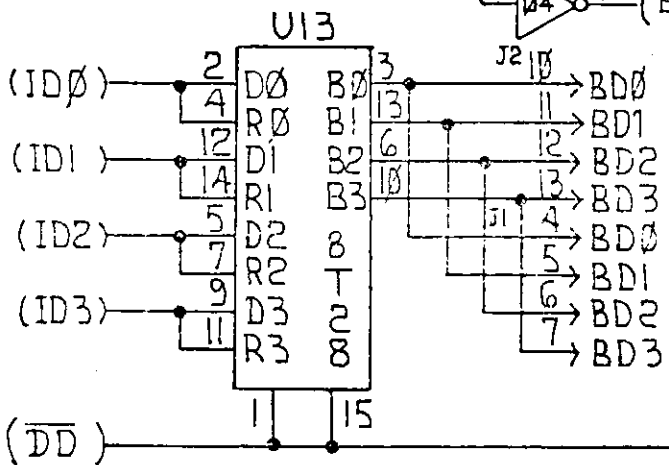 Ø4
(D
U13
J2
(IDØ) 2 DØ BØ 3 1Ø BDØ
4 RØ B1 13 11 BD1
(ID1) 12 D1 B2 6 12 BD2
14 R1 B3 1Ø 13 BD3
J1
(ID2) 5 D2 8 4 BDØ
7 R2 T 5 BD1
(ID3) 9 D3 2 6 BD2
11 R3 8 7 BD3
1 15
(D̅D̅)